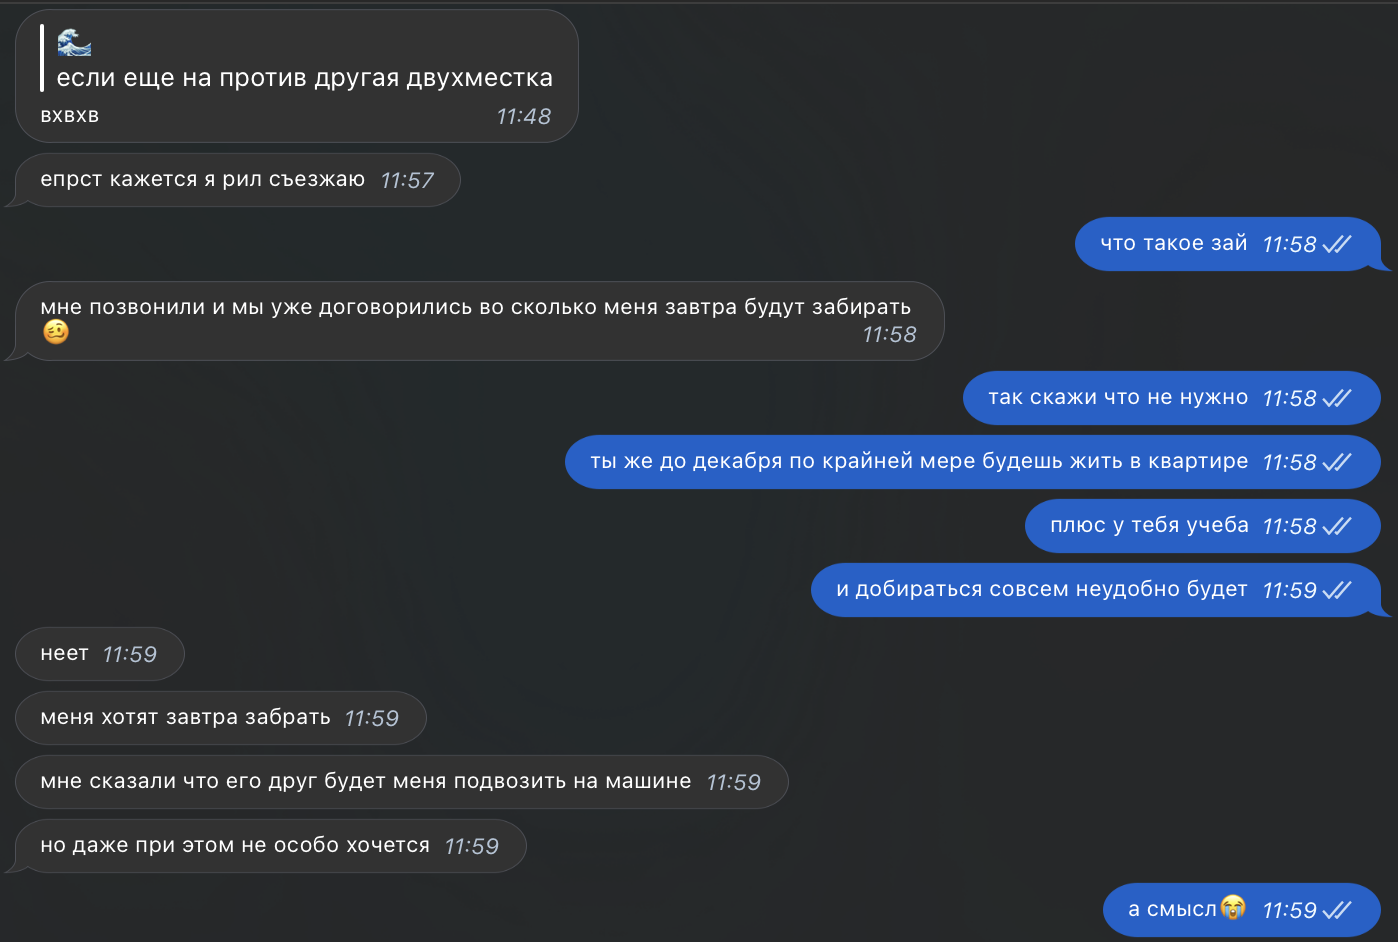 🌊
если еще на против другая двухместка
вхвхв 11:48
епрст кажется я рил съезжаю 11:57
что такое зай 11:58
мне позвонили и мы уже договорились во сколько меня завтра будут забирать
🥴 11:58
так скажи что не нужно 11:58
ты же до декабря по крайней мере будешь жить в квартире 11:58
плюс у тебя учеба 11:58
и добираться совсем неудобно будет 11:59
неет 11:59
меня хотят завтра забрать 11:59
мне сказали что его друг будет меня подвозить на машине 11:59
но даже при этом не особо хочется 11:59
а смысл😭 11:59